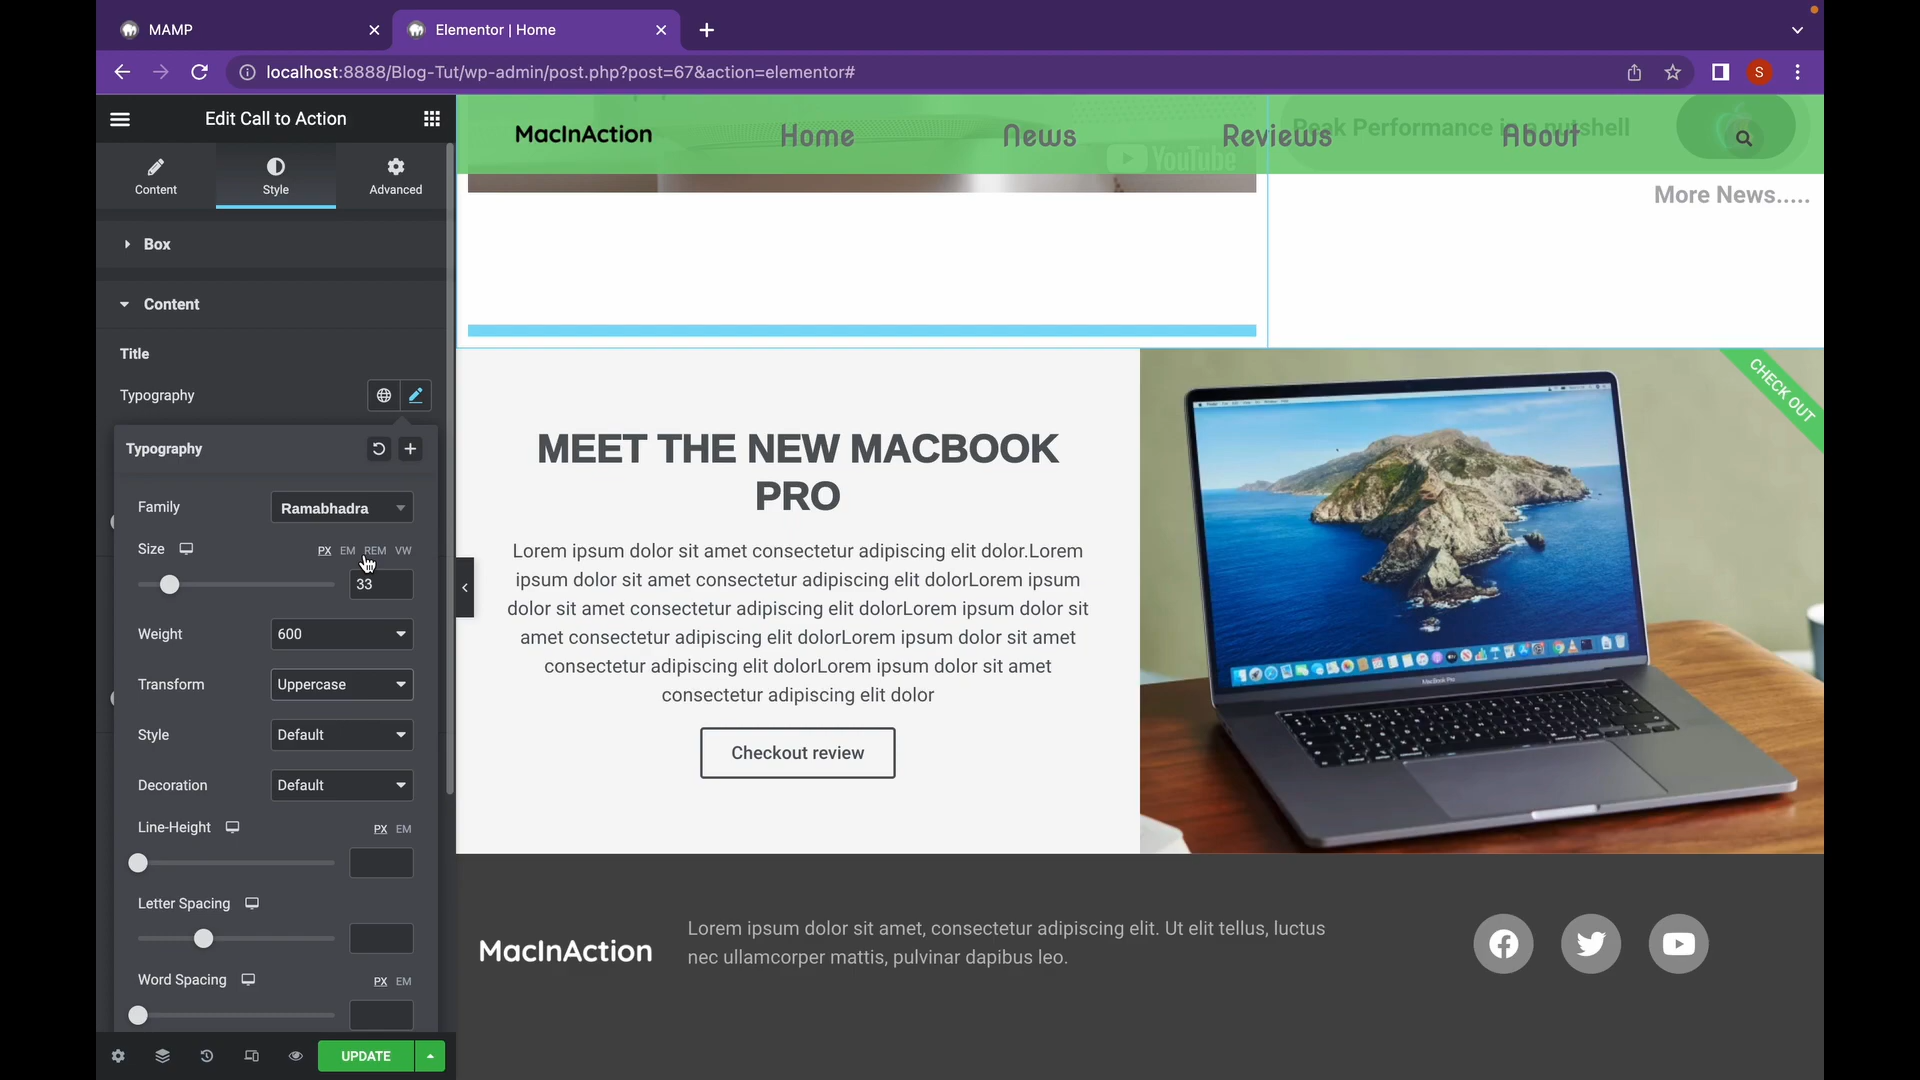 MAMP
Elementor | Home
localhost:8888/Blog-Tut/wp-admin/post.php?post=67&action=elementor#
S
Edit Call to Action
Content
Style
Advanced
Box
Content
Title
Typography
Typography
Family
Ramabhadra
Size
PX EM REM VW
33
Weight
600
Transform
Uppercase
Style
Default
Decoration
Default
Line-Height
PX EM
Letter Spacing
Word Spacing
PX EM
UPDATE
MacInAction
Home
News
Reviews
About
Peak Performance in a nutshell
YouTube
More News.....
CHECK OUT
MEET THE NEW MACBOOK
PRO
Lorem ipsum dolor sit amet consectetur adipiscing elit dolor.Lorem
ipsum dolor sit amet consectetur adipiscing elit dolorLorem ipsum
dolor sit amet consectetur adipiscing elit dolorLorem ipsum dolor sit
amet consectetur adipiscing elit dolorLorem ipsum dolor sit amet
consectetur adipiscing elit dolorLorem ipsum dolor sit amet
consectetur adipiscing elit dolor
Checkout review
MacBook Pro
MacInAction
Lorem ipsum dolor sit amet, consectetur adipiscing elit. Ut elit tellus, luctus
nec ullamcorper mattis, pulvinar dapibus leo.